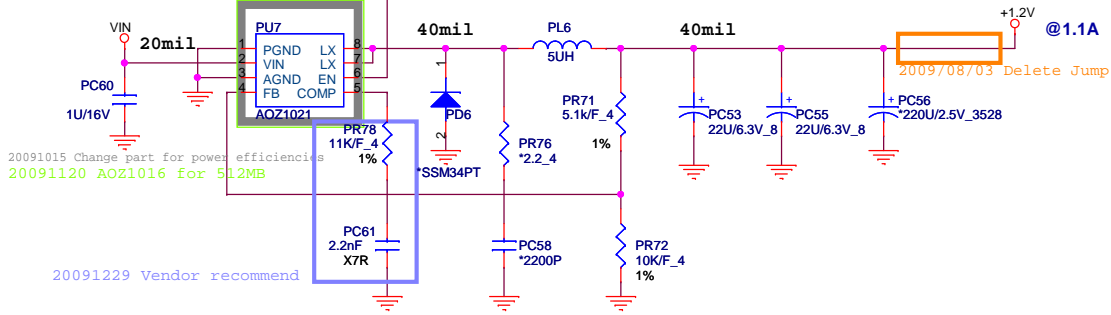 +1.2V
VIN
20mil
PU7
40mil
PL6
40mil
@1.1A
1 PGND LX 8
2 VIN LX 7
3 AGND EN 6
4 FB COMP 5
5UH
2009/08/03 Delete Jump
PC60
1U/16V
AOZ1021
1
PD6
2
*SSM34PT
PR71
5.1k/F_4
1%
PC53
22U/6.3V_8
PC55
22U/6.3V_8
PC56
*220U/2.5V_3528
PR78
11K/F_4
1%
PR76
*2.2_4
20091015 Change part for power efficiencies
20091120 AOZ1016 for 512MB
PC61
2.2nF
X7R
PC58
*2200P
PR72
10K/F_4
1%
20091229 Vendor recommend